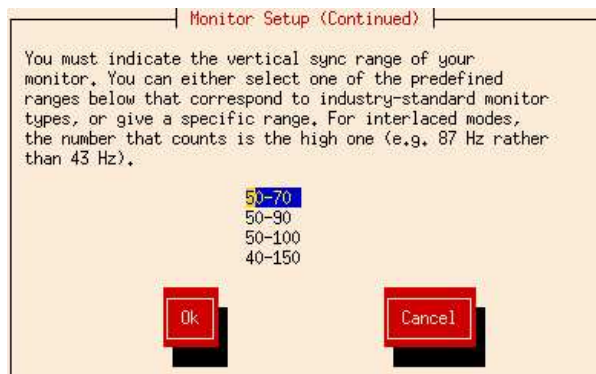 Monitor Setup (Continued)
You must indicate the vertical sync range of your
monitor. You can either select one of the predefined
ranges below that correspond to industry-standard monitor
types, or give a specific range. For interlaced modes,
the number that counts is the high one (e.g. 87 Hz rather
than 43 Hz).
50-70
50-90
50-100
40-150
Ok
Cancel